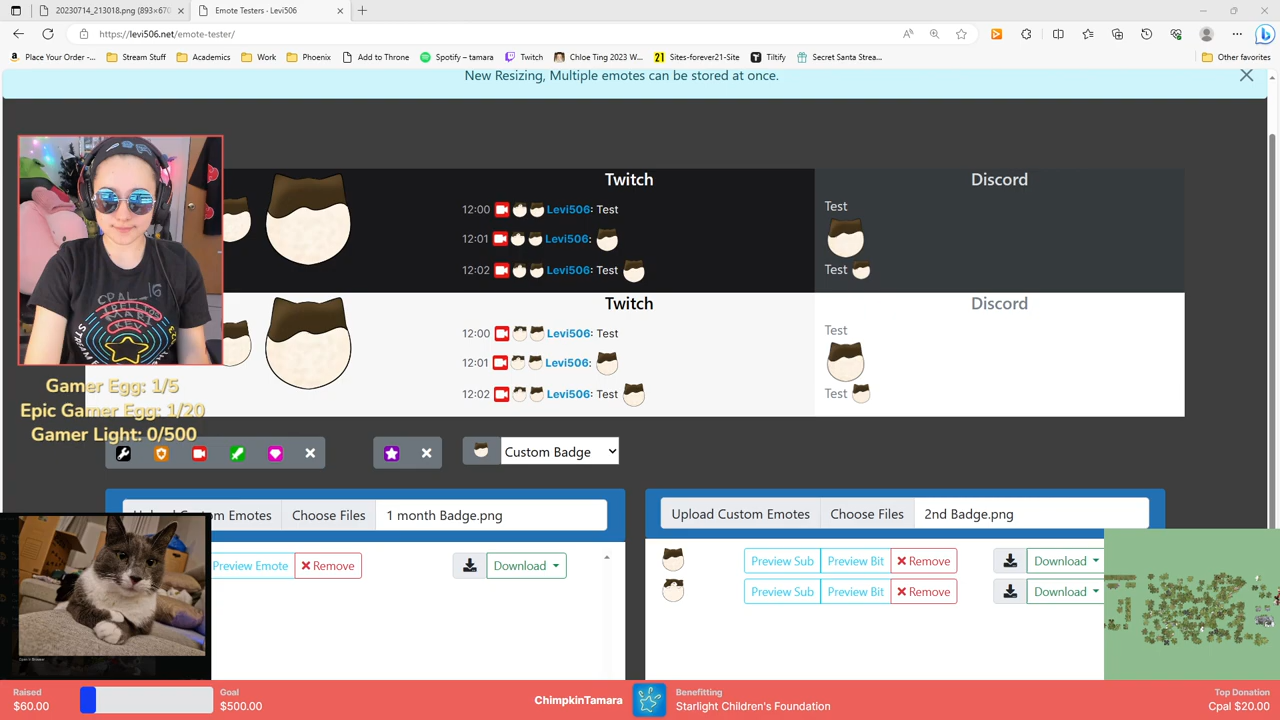 20230714_213018.png (893×670
Emote Testers - Levi506
https://levi506.net/emote-tester/
Place Your Order -...
Stream Stuff
Academics
Work
Phoenix
Add to Throne
Spotify – tamara
Twitch
Chloe Ting 2023 W...
Sites-forever21-Site
Tiltify
Secret Santa Strea...
Other favorites
New Resizing, Multiple emotes can be stored at once.
Twitch
Discord
12:00 Levi506: Test
Test
12:01 Levi506:
12:02 Levi506: Test
Test
Twitch
Discord
12:00 Levi506: Test
Test
12:01 Levi506:
12:02 Levi506: Test
Test
CPAL_16
Gamer Egg: 1/5
Epic Gamer Egg: 1/20
Gamer Light: 0/500
Custom Badge
Upload Custom Emotes
Choose Files
1 month Badge.png
Upload Custom Emotes
Choose Files
2nd Badge.png
Preview Emote
Remove
Download
Preview Sub
Preview Bit
Remove
Download
Preview Sub
Preview Bit
Remove
Download
Raised
$60.00
Goal
$500.00
ChimpkinTamara
Benefitting
Starlight Children's Foundation
Top Donation
Cpal $20.00